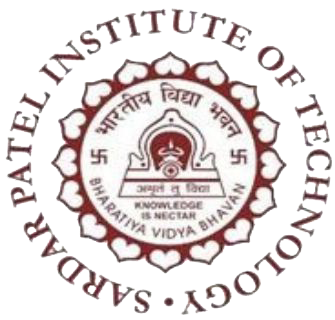 SARDAR PATEL INSTITUTE OF TECHNOLOGY
भारतीय विद्या भवन
अमृतं तु विद्या
KNOWLEDGE
IS NECTAR
BHARATIYA VIDYA BHAVAN